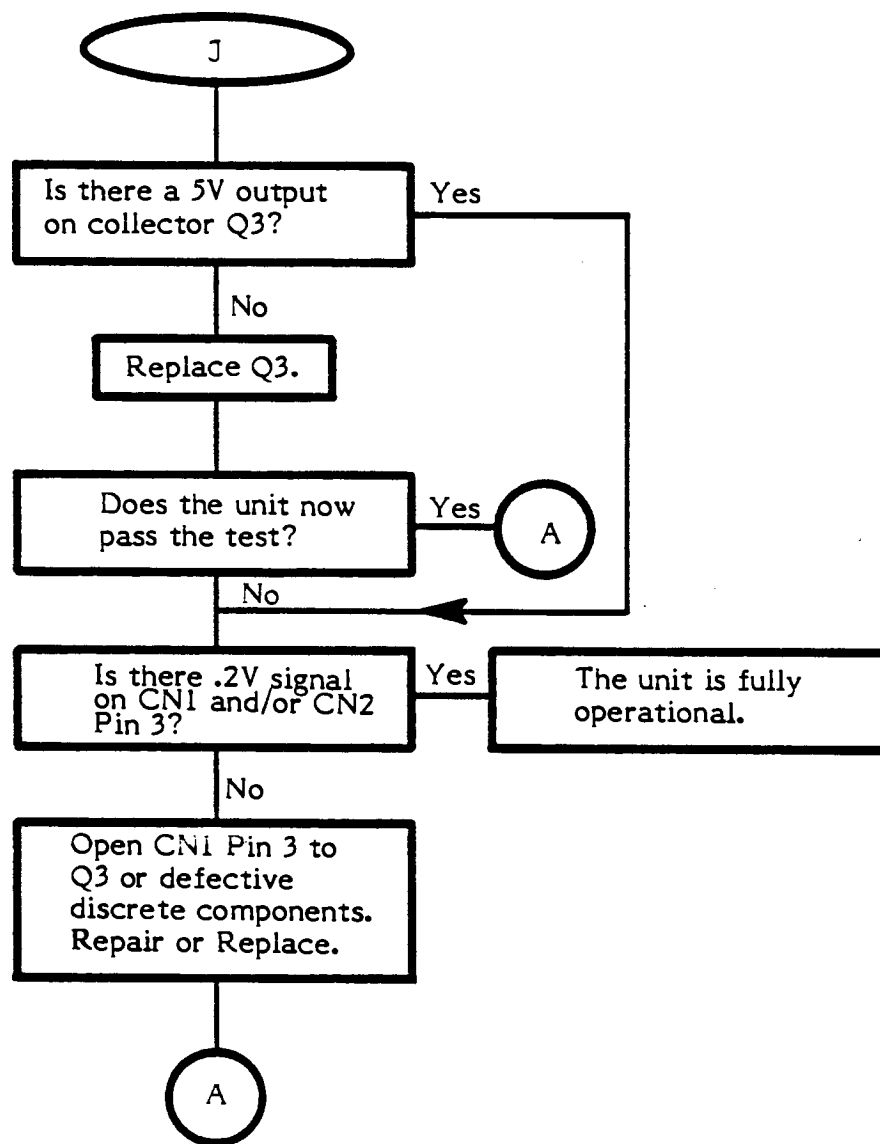 J
Is there a 5V output
on collector Q3?
Yes
No
Replace Q3.
Does the unit now
pass the test?
Yes
A
No
Is there .2V signal
on CN1 and/or CN2
Pin 3?
Yes
The unit is fully
operational.
No
Open CN1 Pin 3 to
Q3 or defective
discrete components.
Repair or Replace.
A